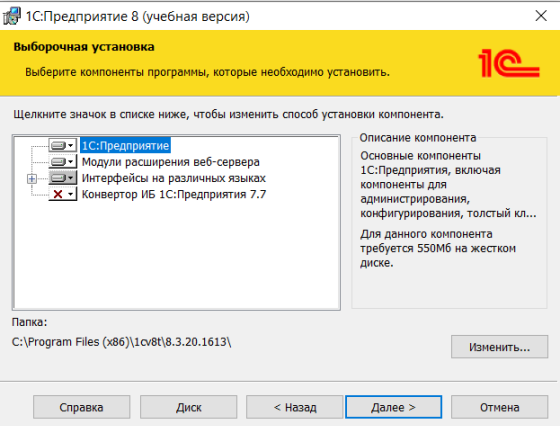 1С:Предприятие 8 (учебная версия)
Выборочная установка
Выберите компоненты программы, которые необходимо установить.
1С
Щелкните значок в списке ниже, чтобы изменить способ установки компонента.
1С:Предприятие
Модули расширения веб-сервера
Интерфейсы на различных языках
Конвертор ИБ 1С:Предприятия 7.7
Описание компонента
Основные компоненты
1С:Предприятия, включая
компоненты для
администрирования,
конфигурирования, толстый кл...
Для данного компонента
требуется 550Мб на жестком
диске.
Папка:
C:\Program Files (x86)\1cv8t\8.3.20.1613\
Изменить...
Справка
Диск
< Назад
Далее >
Отмена